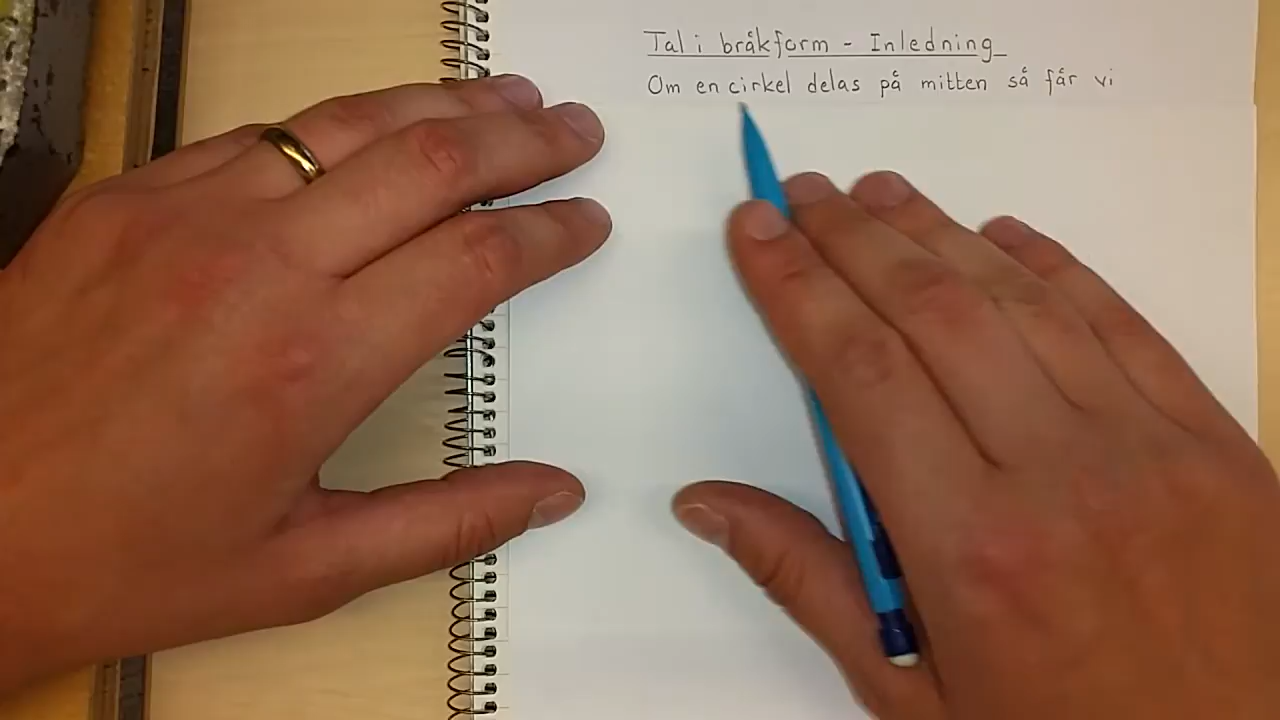 Tal i bråkform - Inledning
Om en cirkel delas på mitten så får vi